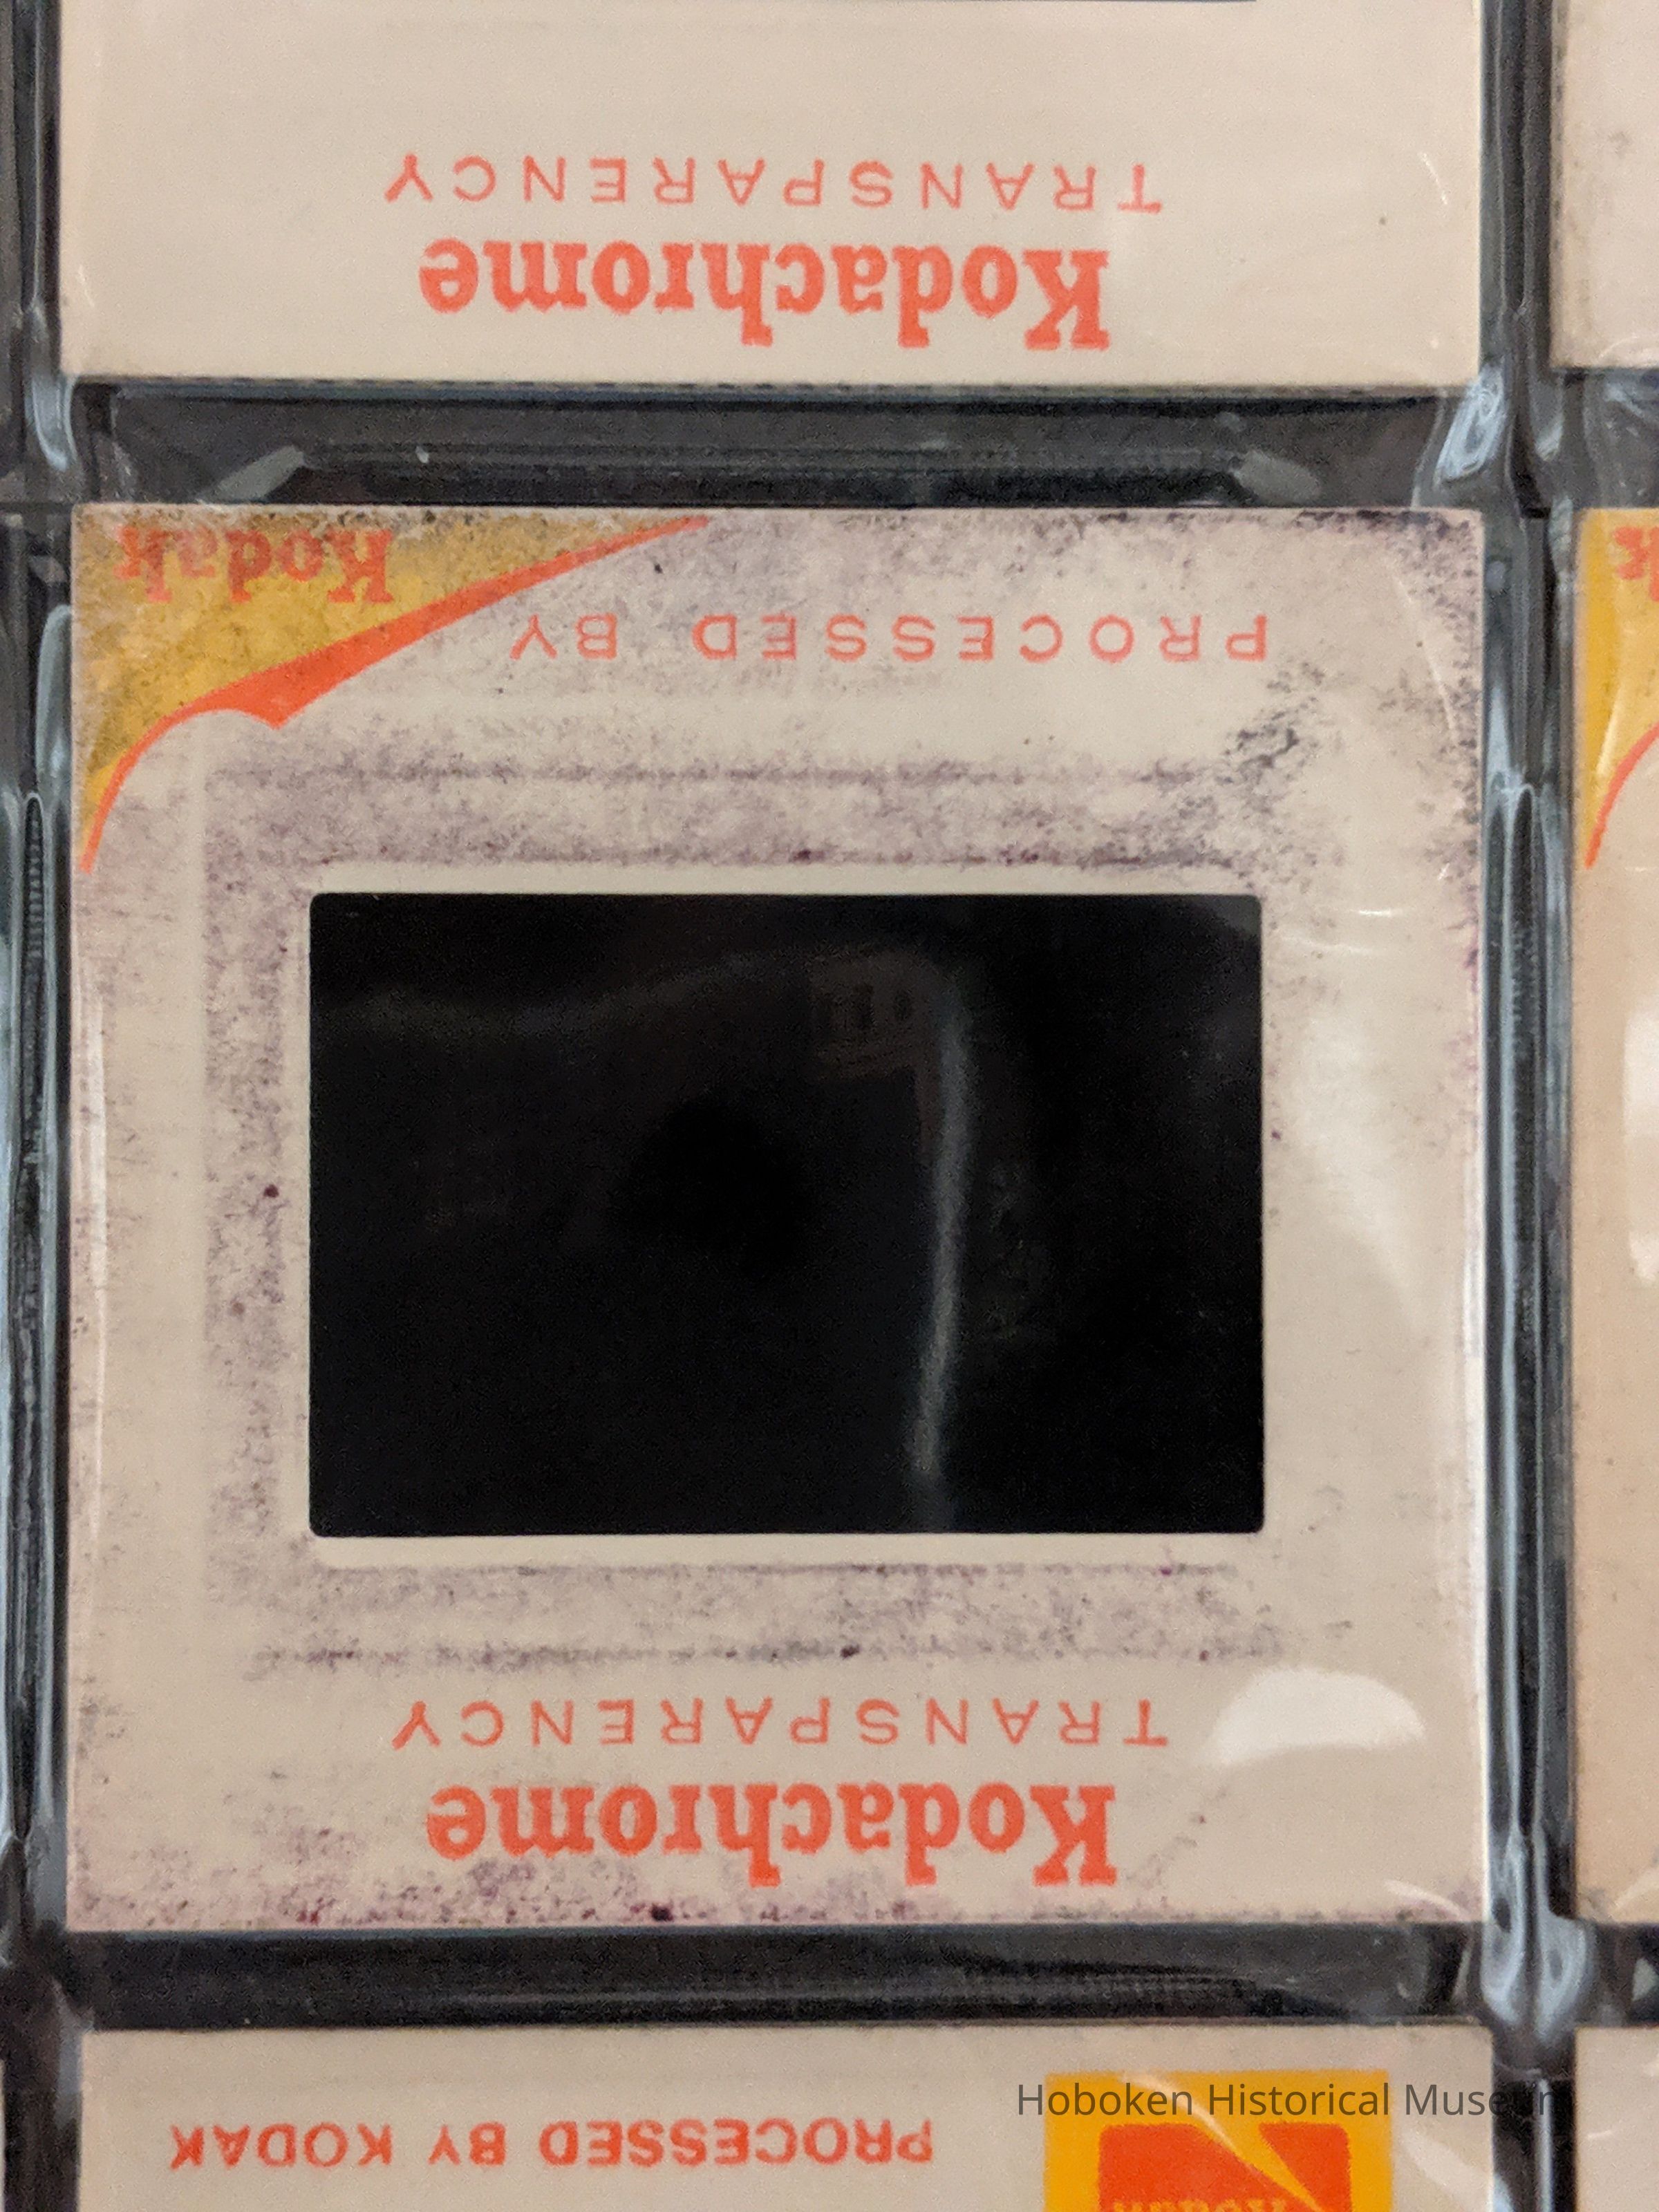 TRANSPARENCY
Kodachrome
Kodak
PROCESSED BY
TRANSPARENCY
Kodachrome
PROCESSED BY KODAK
Hoboken Historical Museum